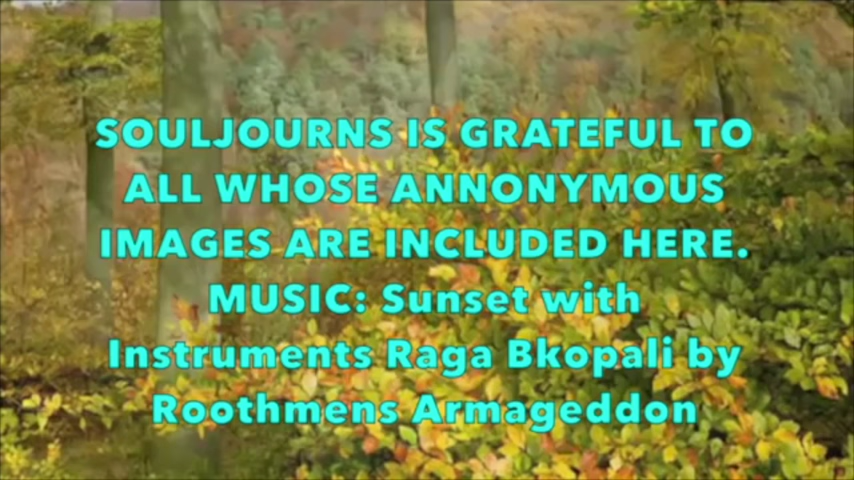 SOULJOURNS IS GRATEFUL TO
ALL WHOSE ANNONYMOUS
IMAGES ARE INCLUDED HERE.
MUSIC: Sunset with
Instruments Raga Bkopali by
Roothmens Armageddon